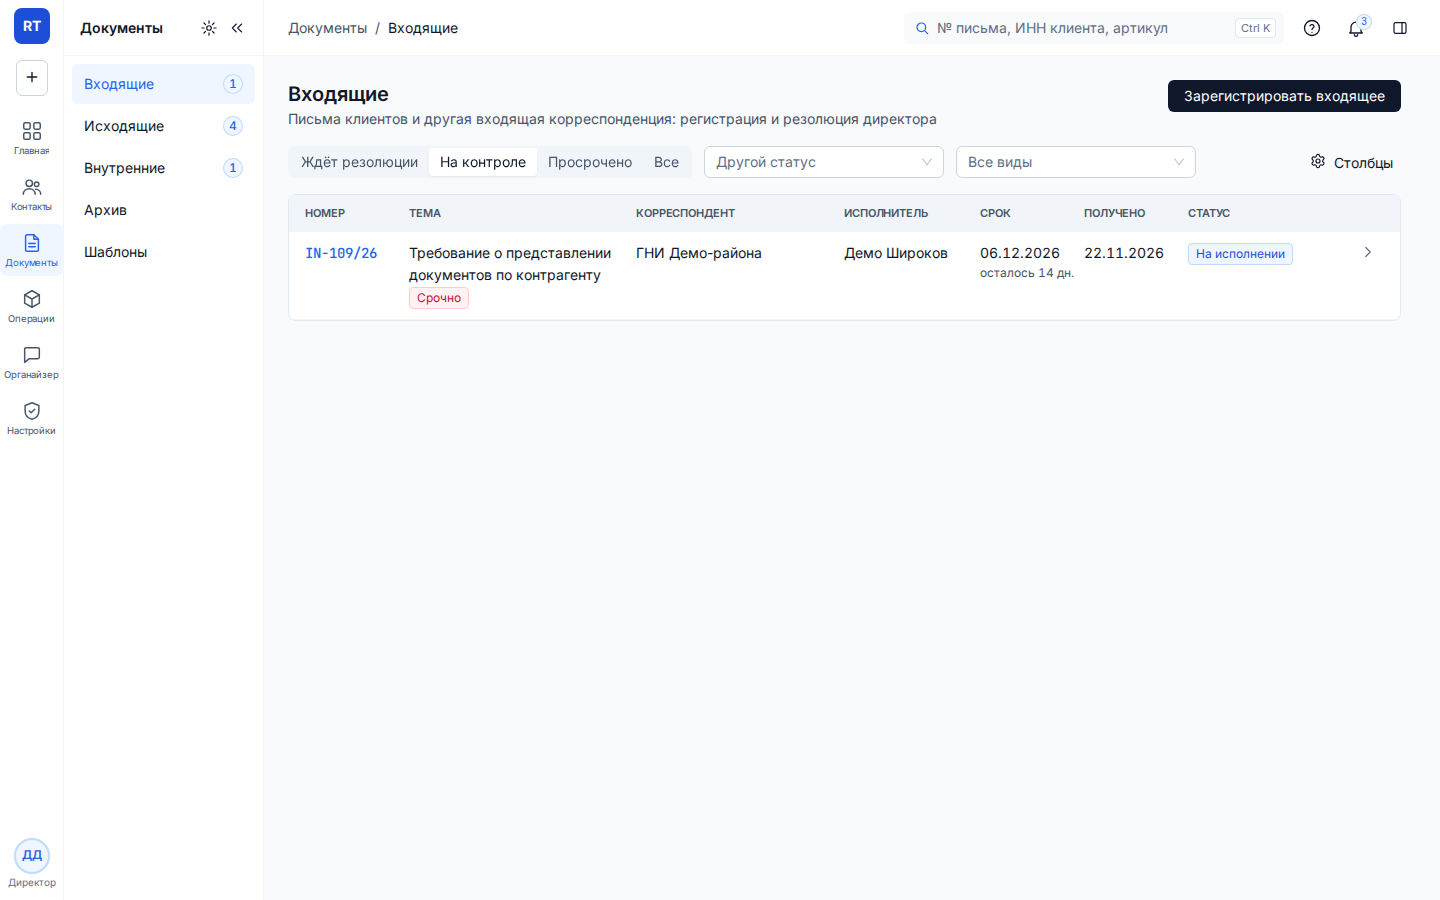 RT
Документы
Документы / Входящие
№ письма, ИНН клиента, артикул
Ctrl K
3
Главная
Контакты
Документы
Операции
Органайзер
Настройки
ДД
Директор
Входящие 1
Исходящие 4
Внутренние 1
Архив
Шаблоны
Входящие
Зарегистрировать входящее
Письма клиентов и другая входящая корреспонденция: регистрация и резолюция директора
Ждёт резолюции На контроле Просрочено Все
Другой статус
Все виды
Столбцы
НОМЕР ТЕМА КОРРЕСПОНДЕНТ ИСПОЛНИТЕЛЬ СРОК ПОЛУЧЕНО СТАТУС
IN-109/26 Требование о представлении ГНИ Демо-района Демо Широков 06.12.2026 22.11.2026 На исполнении
документов по контрагенту осталось 14 дн.
Срочно